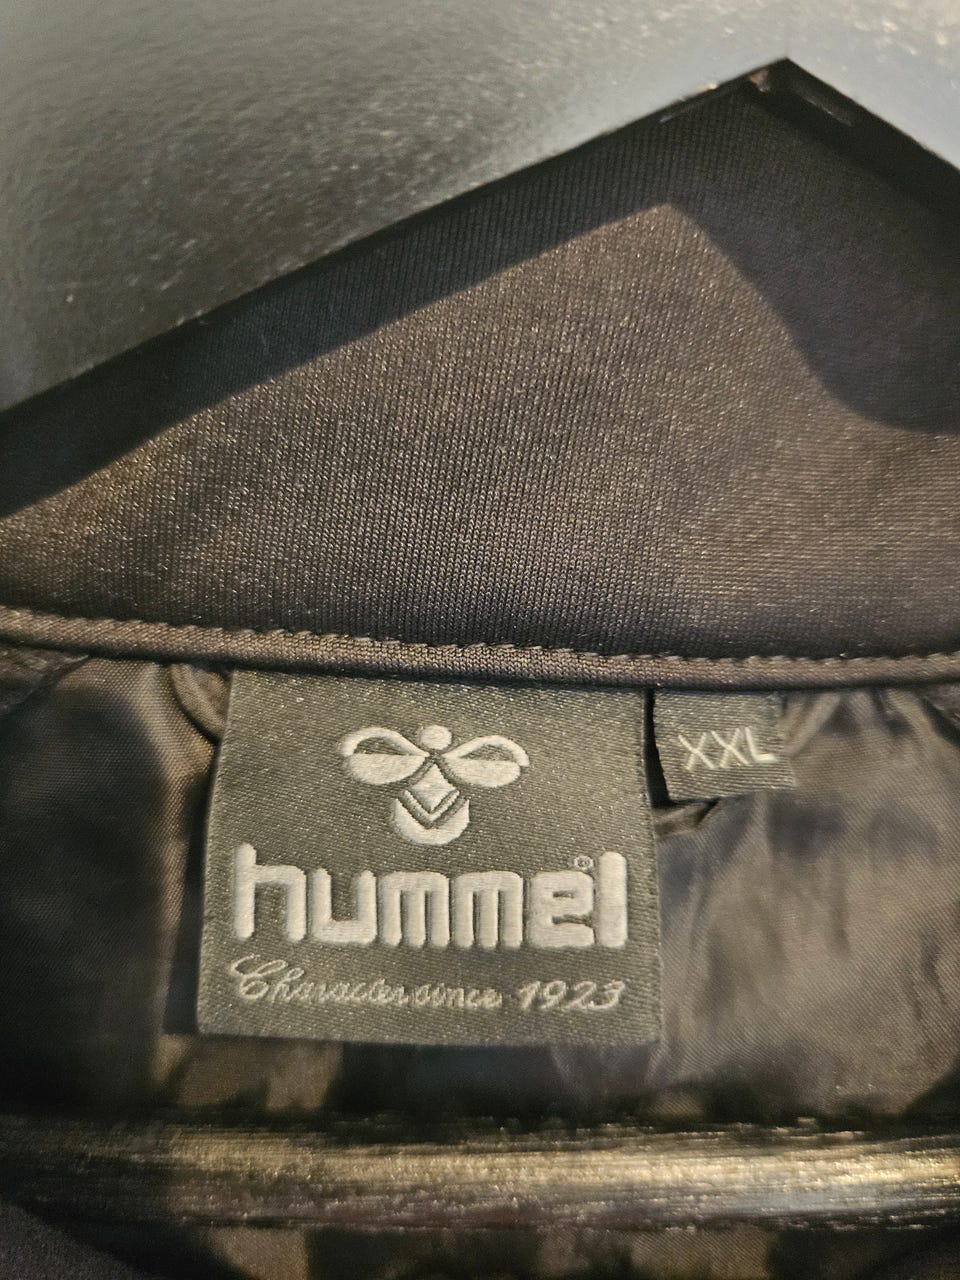 hummel®
Character since 1923
XXL